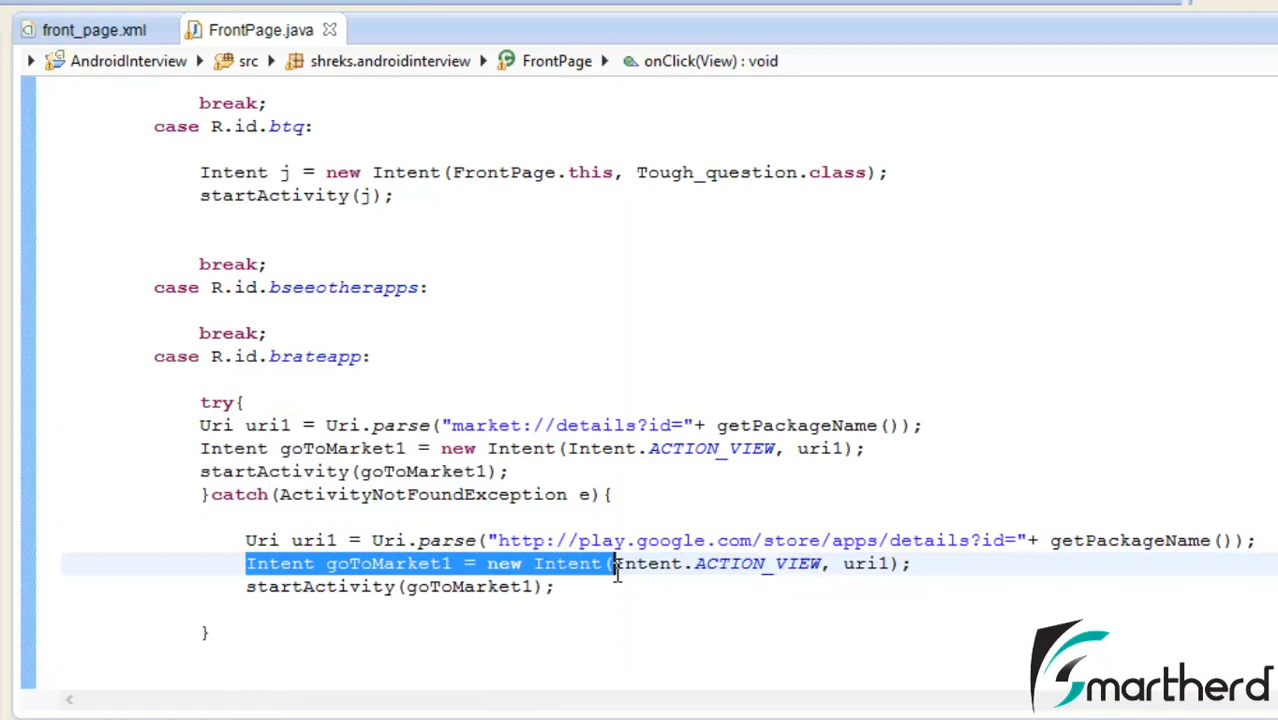 front_page.xml FrontPage.java
AndroidInterview src shreks.androidinterview FrontPage onClick(View) : void
break;
case R.id.btq:
Intent j = new Intent(FrontPage.this, Tough_question.class);
startActivity(j);
break;
case R.id.bseeotherapps:
break;
case R.id.brateapp:
try{
Uri uri1 = Uri.parse("market://details?id="+ getPackageName());
Intent goToMarket1 = new Intent(Intent.ACTION_VIEW, uri1);
startActivity(goToMarket1);
}catch(ActivityNotFoundException e){
Uri uri1 = Uri.parse("http://play.google.com/store/apps/details?id="+ getPackageName());
Intent goToMarket1 = new Intent(Intent.ACTION_VIEW, uri1);
startActivity(goToMarket1);
}
Smartherd